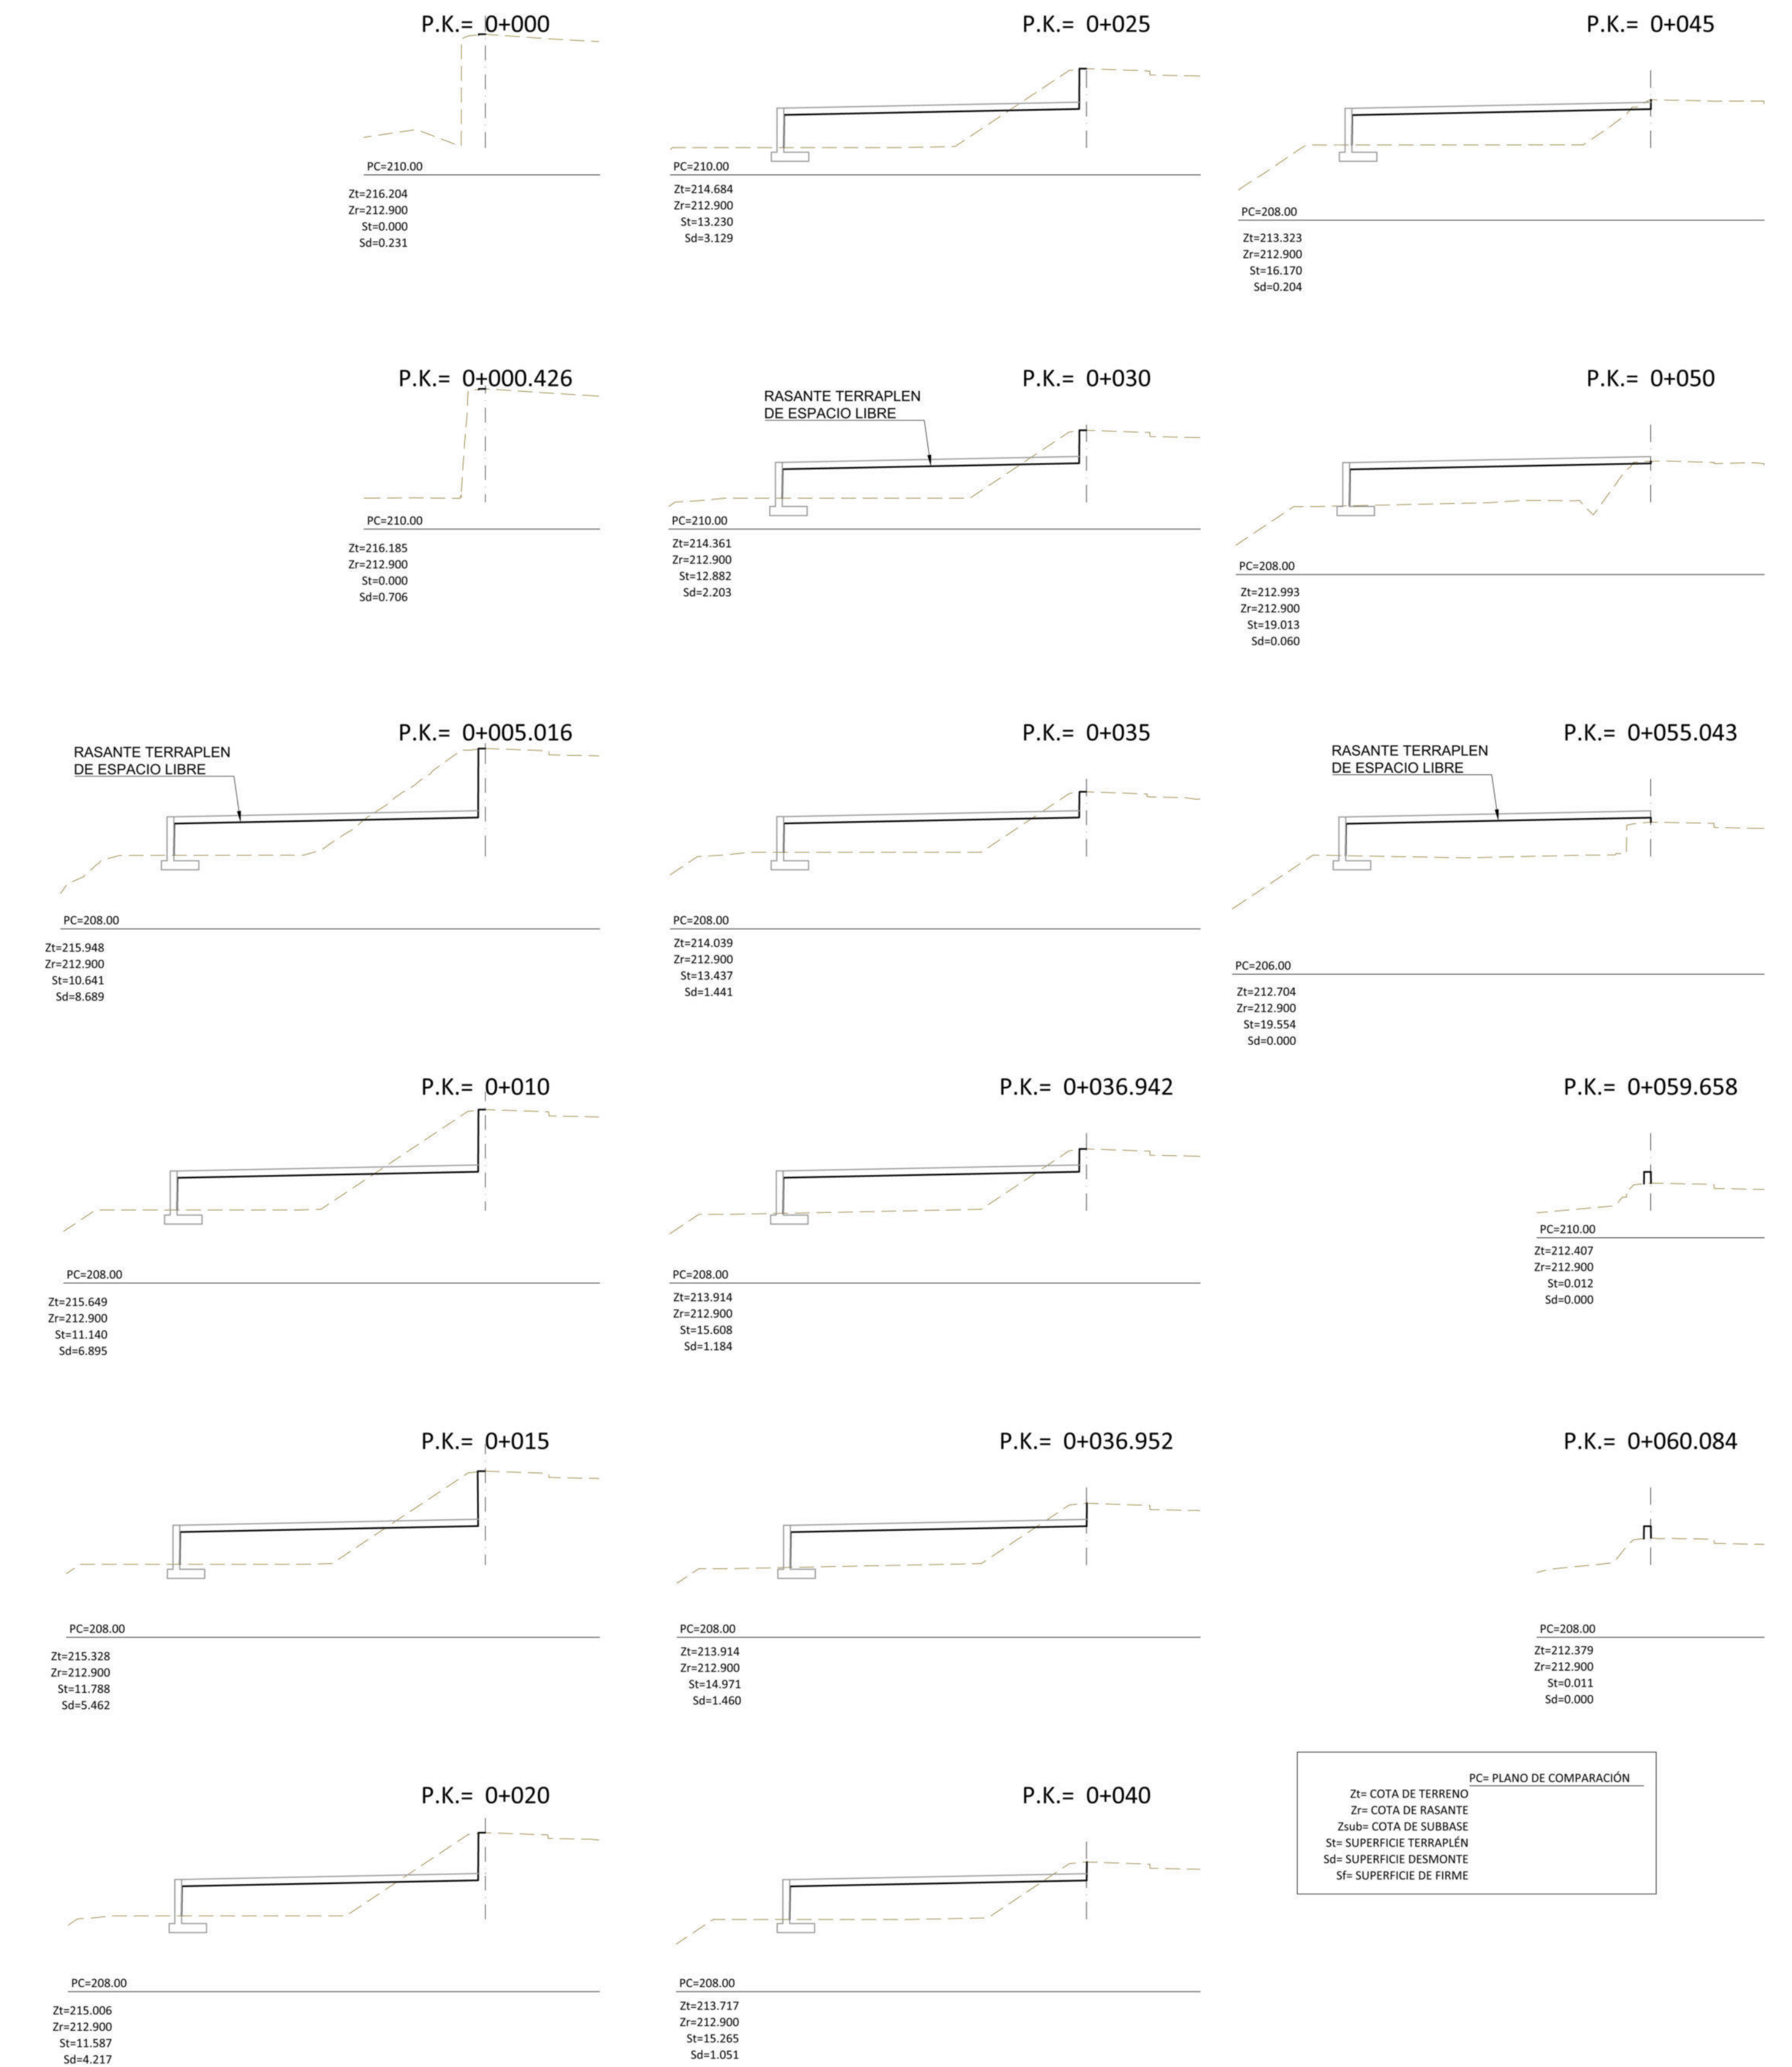 P.K.= 0+000
PC=210.00
Zt=216.204
Zr=212.900
St=0.000
Sd=0.231
P.K.= 0+000.426
PC=210.00
Zt=216.185
Zr=212.900
St=0.000
Sd=0.706
P.K.= 0+005.016
RASANTE TERRAPLEN
DE ESPACIO LIBRE
PC=208.00
Zt=215.948
Zr=212.900
St=10.641
Sd=8.689
P.K.= 0+010
PC=208.00
Zt=215.649
Zr=212.900
St=11.140
Sd=6.895
P.K.= 0+015
PC=208.00
Zt=215.328
Zr=212.900
St=11.788
Sd=5.462
P.K.= 0+020
PC=208.00
Zt=215.006
Zr=212.900
St=11.587
Sd=4.217
P.K.= 0+025
PC=210.00
Zt=214.684
Zr=212.900
St=13.230
Sd=3.129
P.K.= 0+030
RASANTE TERRAPLEN
DE ESPACIO LIBRE
PC=210.00
Zt=214.361
Zr=212.900
St=12.882
Sd=2.203
P.K.= 0+035
PC=208.00
Zt=214.039
Zr=212.900
St=13.437
Sd=1.441
P.K.= 0+036.942
PC=208.00
Zt=213.914
Zr=212.900
St=15.608
Sd=1.184
P.K.= 0+036.952
PC=208.00
Zt=213.914
Zr=212.900
St=14.971
Sd=1.460
P.K.= 0+040
PC=208.00
Zt=213.717
Zr=212.900
St=15.265
Sd=1.051
P.K.= 0+045
PC=208.00
Zt=213.323
Zr=212.900
St=16.170
Sd=0.204
P.K.= 0+050
PC=208.00
Zt=212.993
Zr=212.900
St=19.013
Sd=0.060
P.K.= 0+055.043
RASANTE TERRAPLEN
DE ESPACIO LIBRE
PC=206.00
Zt=212.704
Zr=212.900
St=19.554
Sd=0.000
P.K.= 0+059.658
PC=210.00
Zt=212.407
Zr=212.900
St=0.012
Sd=0.000
P.K.= 0+060.084
PC=208.00
Zt=212.379
Zr=212.900
St=0.011
Sd=0.000
PC= PLANO DE COMPARACIÓN
Zt= COTA DE TERRENO
Zr= COTA DE RASANTE
Zsub= COTA DE SUBBASE
St= SUPERFICIE TERRAPLÉN
Sd= SUPERFICIE DESMONTE
Sf= SUPERFICIE DE FIRME